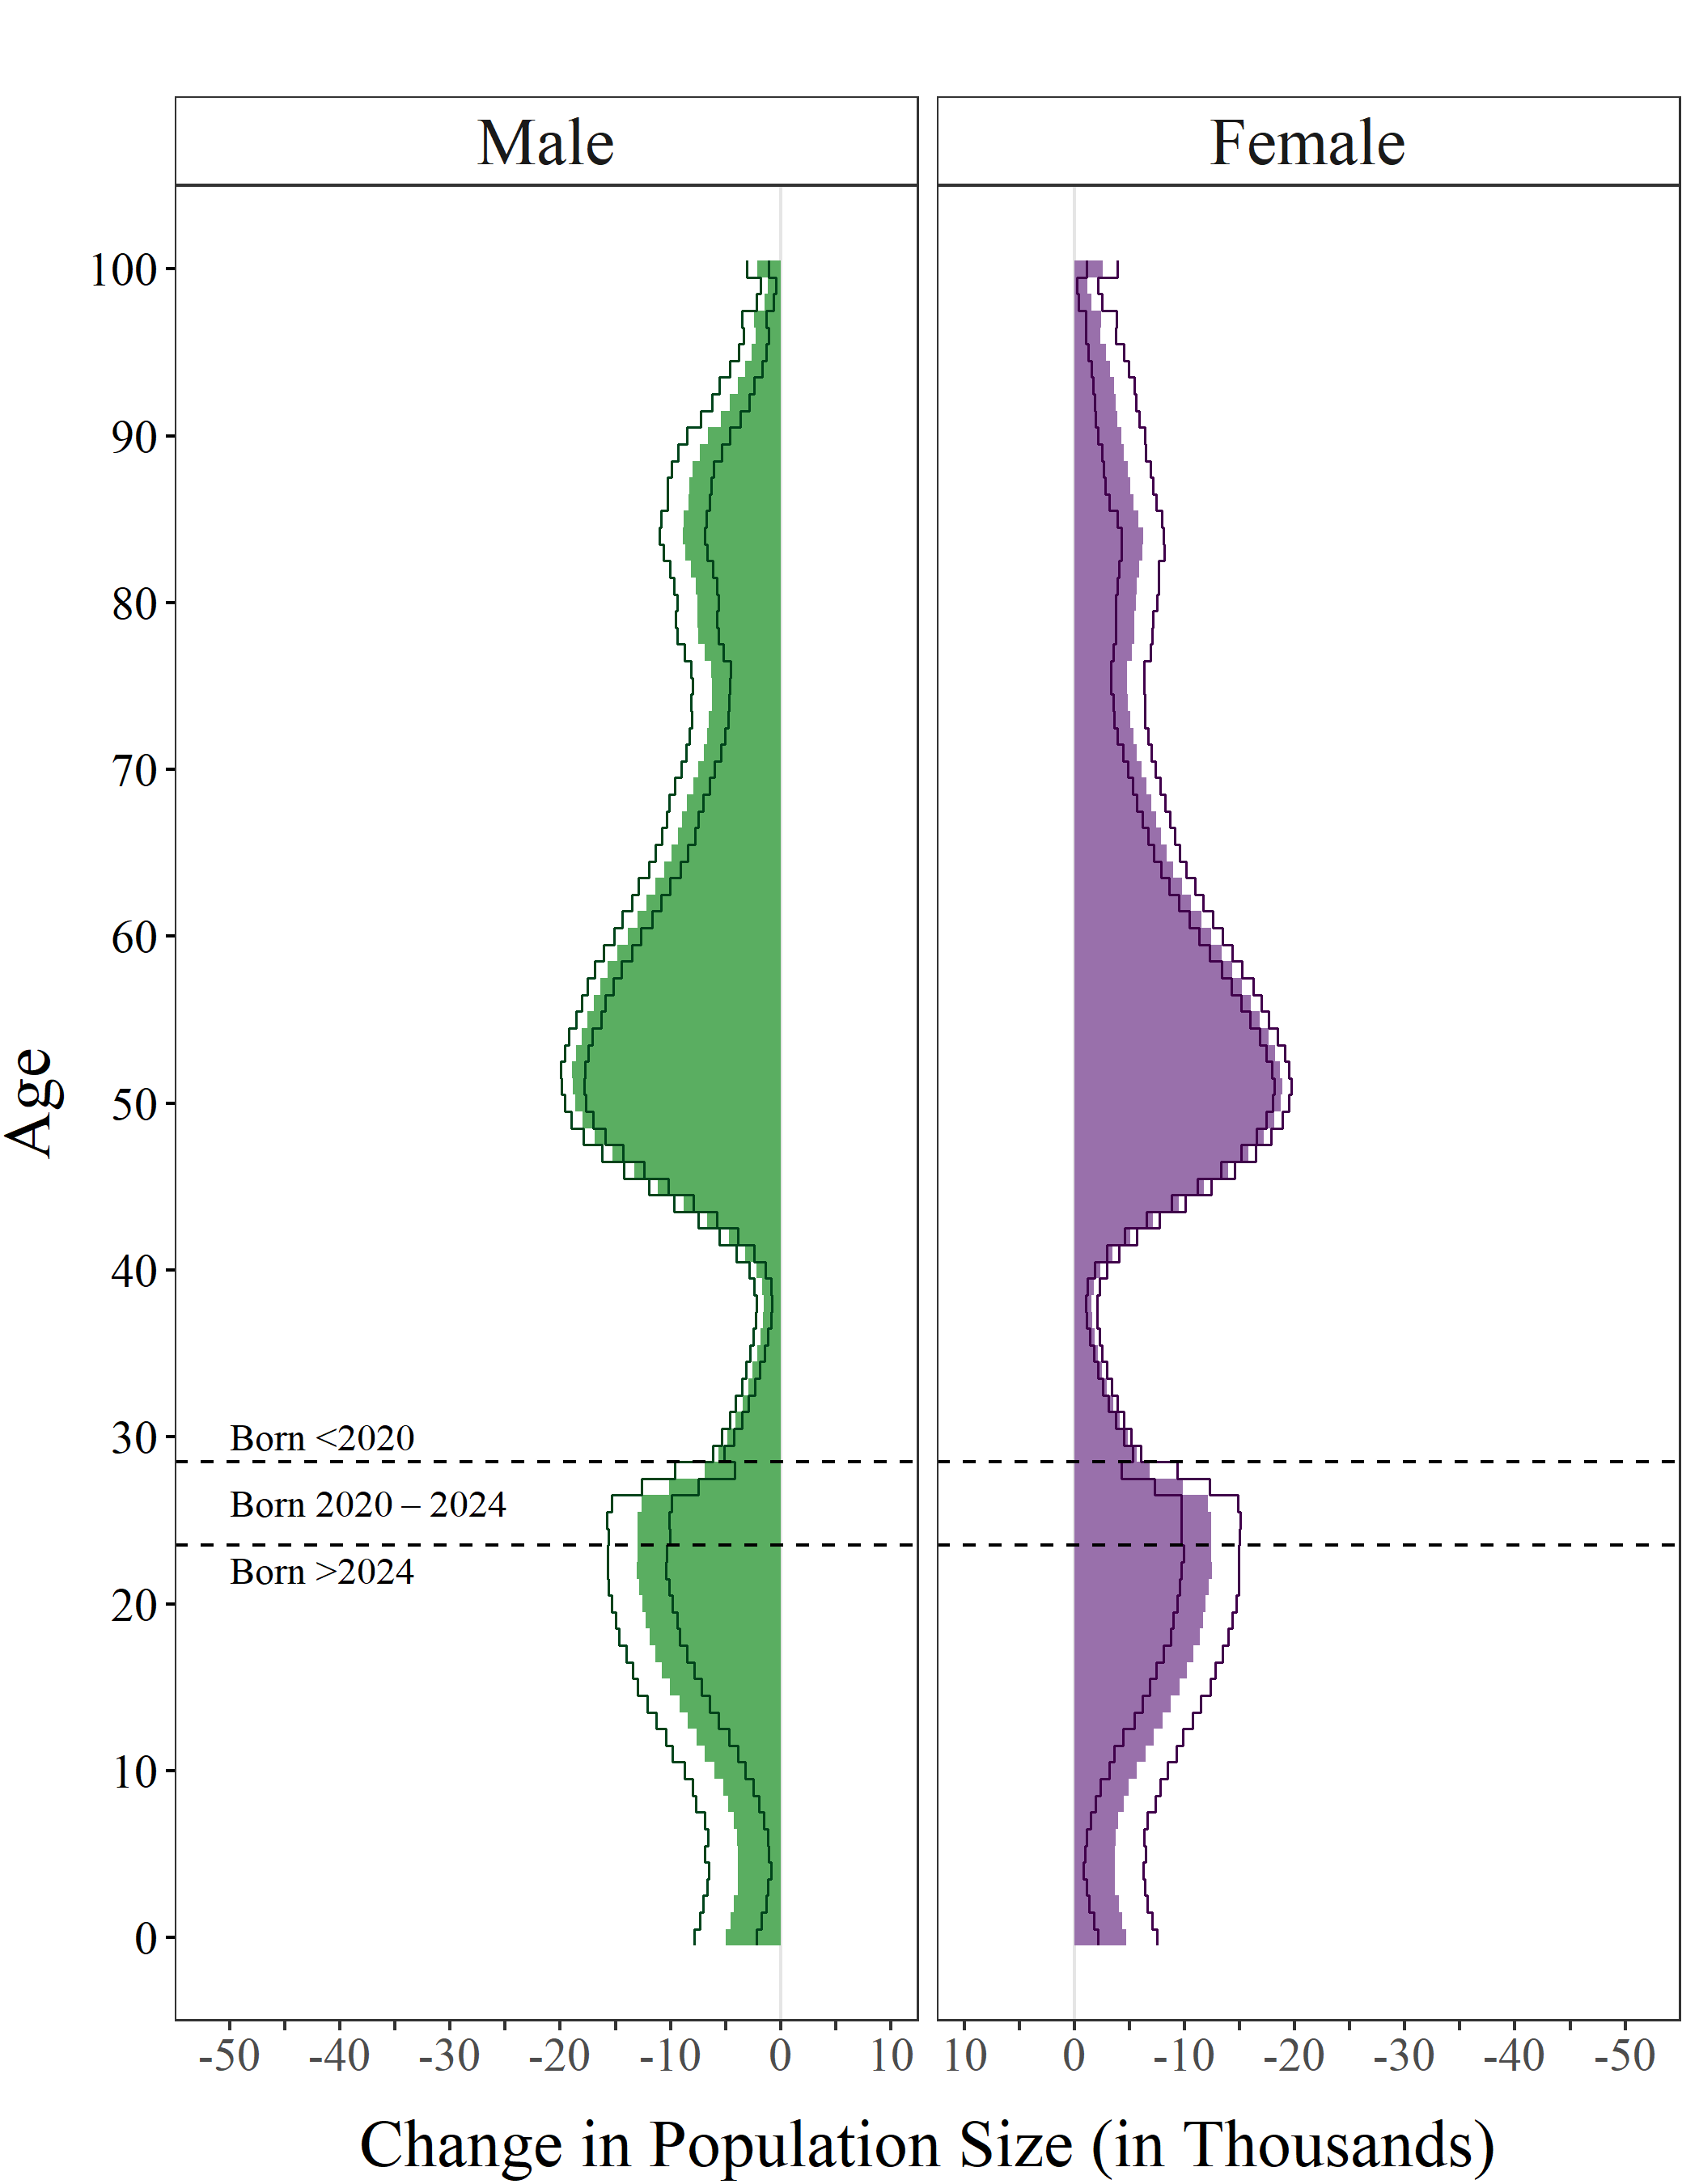 Male
Female
Age
100
90
80
70
60
50
40
30
20
10
0
Born <2020
Born 2020 – 2024
Born >2024
-50 -40 -30 -20 -10 0 10
10 0 -10 -20 -30 -40 -50
Change in Population Size (in Thousands)